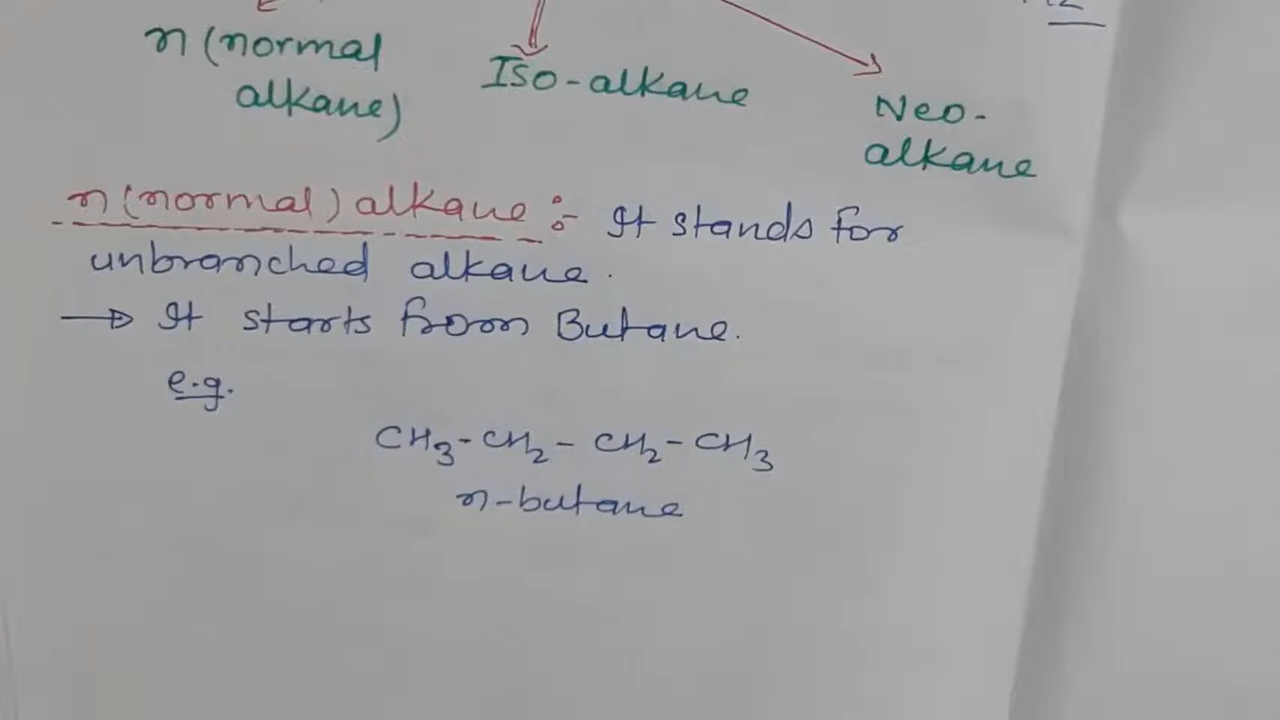 n (normal
alkane)
Iso-alkane
Neo-
alkane
n (normal) alkane :- It stands for
unbranched alkane.
→ It starts from Butane.
e.g.
CH3-CH2-CH2-CH3
n-butane